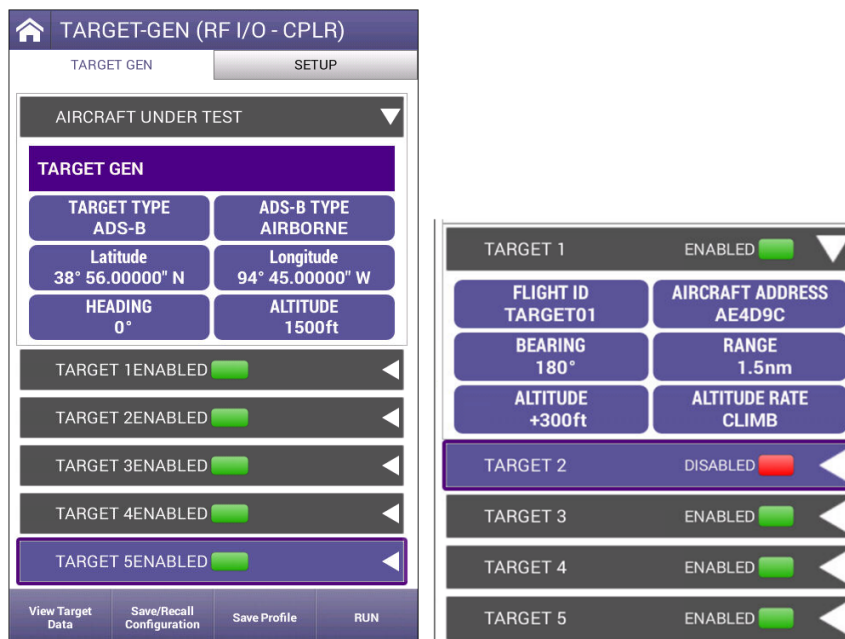 TARGET-GEN (RF I/O - CPLR)
TARGET GEN
SETUP
AIRCRAFT UNDER TEST
TARGET GEN
TARGET TYPE
ADS-B
ADS-B TYPE
AIRBORNE
Latitude
38° 56.00000" N
Longitude
94° 45.00000" W
HEADING
0°
ALTITUDE
1500ft
TARGET 1ENABLED
TARGET 2ENABLED
TARGET 3ENABLED
TARGET 4ENABLED
TARGET 5ENABLED
View Target
Data
Save/Recall
Configuration
Save Profile
RUN
TARGET 1 ENABLED
FLIGHT ID
TARGET01
AIRCRAFT ADDRESS
AE4D9C
BEARING
180°
RANGE
1.5nm
ALTITUDE
+300ft
ALTITUDE RATE
CLIMB
TARGET 2 DISABLED
TARGET 3 ENABLED
TARGET 4 ENABLED
TARGET 5 ENABLED